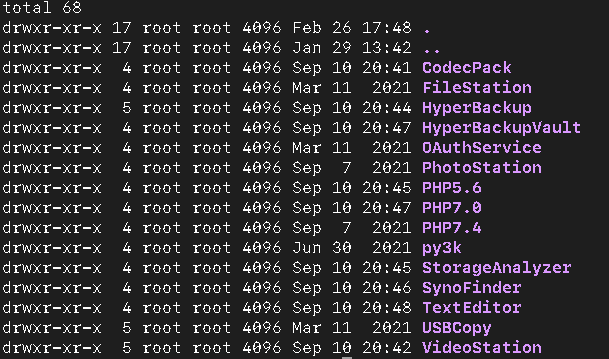 total 68
drwxr-xr-x 17 root root 4096 Feb 26 17:48 .
drwxr-xr-x 17 root root 4096 Jan 29 13:42 ..
drwxr-xr-x  4 root root 4096 Sep 10 20:41 CodecPack
drwxr-xr-x  4 root root 4096 Mar 11  2021 FileStation
drwxr-xr-x  5 root root 4096 Sep 10 20:44 HyperBackup
drwxr-xr-x  4 root root 4096 Sep 10 20:47 HyperBackupVault
drwxr-xr-x  4 root root 4096 Mar 11  2021 OAuthService
drwxr-xr-x  4 root root 4096 Sep  7  2021 PhotoStation
drwxr-xr-x  4 root root 4096 Sep 10 20:45 PHP5.6
drwxr-xr-x  4 root root 4096 Sep 10 20:47 PHP7.0
drwxr-xr-x  4 root root 4096 Sep  7  2021 PHP7.4
drwxr-xr-x  4 root root 4096 Jun 30  2021 py3k
drwxr-xr-x  4 root root 4096 Sep 10 20:45 StorageAnalyzer
drwxr-xr-x  4 root root 4096 Sep 10 20:46 SynoFinder
drwxr-xr-x  4 root root 4096 Sep 10 20:48 TextEditor
drwxr-xr-x  5 root root 4096 Mar 11  2021 USBCopy
drwxr-xr-x  5 root root 4096 Sep 10 20:42 VideoStation